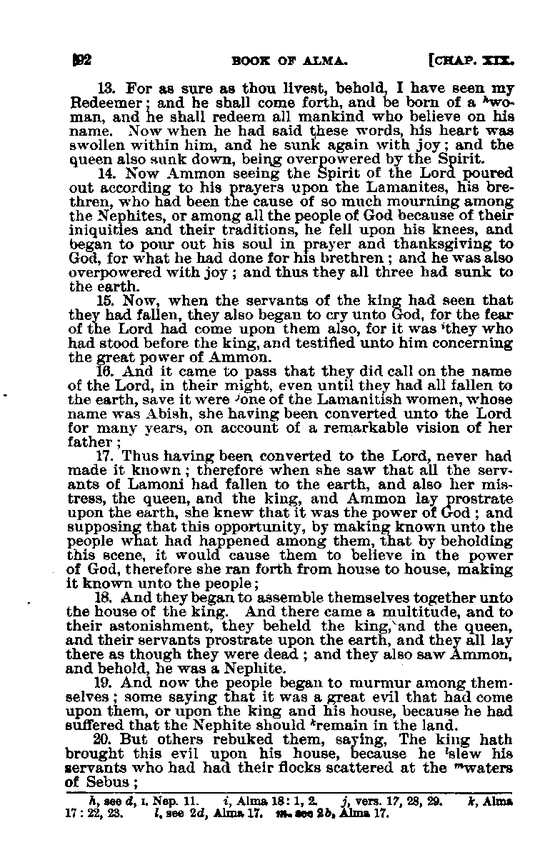 92 BOOK OF ALMA. [CHAP. XIX.
13. For as sure as thou livest, behold, I have seen my
Redeemer; and he shall come forth, and be born of a hwo-
man, and he shall redeem all mankind who believe on his
name. Now when he had said these words, his heart was
swollen within him, and he sunk again with joy; and the
queen also sunk down, being overpowered by the Spirit.
14. Now Ammon seeing the Spirit of the Lord poured
out according to his prayers upon the Lamanites, his bre-
thren, who had been the cause of so much mourning among
the Nephites, or among all the people of God because of their
iniquities and their traditions, he fell upon his knees, and
began to pour out his soul in prayer and thanksgiving to
God, for what he had done for his brethren; and he was also
overpowered with joy; and thus they all three had sunk to
the earth.
15. Now, when the servants of the king had seen that
they had fallen, they also began to cry unto God, for the fear
of the Lord had come upon them also, for it was ithey who
had stood before the king, and testified unto him concerning
the great power of Ammon.
16. And it came to pass that they did call on the name
of the Lord, in their might, even until they had all fallen to
the earth, save it were jone of the Lamanitish women, whose
name was Abish, she having been converted unto the Lord
for many years, on account of a remarkable vision of her
father;
17. Thus having been converted to the Lord, never had
made it known; therefore when she saw that all the serv-
ants of Lamoni had fallen to the earth, and also her mis-
tress, the queen, and the king, and Ammon lay prostrate
upon the earth, she knew that it was the power of God; and
supposing that this opportunity, by making known unto the
people what had happened among them, that by beholding
this scene, it would cause them to believe in the power
of God, therefore she ran forth from house to house, making
it known unto the people;
18. And they began to assemble themselves together unto
the house of the king. And there came a multitude, and to
their astonishment, they beheld the king, and the queen,
and their servants prostrate upon the earth, and they all lay
there as though they were dead; and they also saw Ammon,
and behold, he was a Nephite.
19. And now the people began to murmur among them-
selves; some saying that it was a great evil that had come
upon them, or upon the king and his house, because he had
suffered that the Nephite should kremain in the land.
20. But others rebuked them, saying, The king hath
brought this evil upon his house, because he lslew his
servants who had had their flocks scattered at the mwaters
of Sebus;
h, see d, I. Nep. 11. i, Alma 18: 1, 2. j, vers. 17, 28, 29. k, Alma
17: 22, 23. l, see 2d, Alma 17. m, see 2b, Alma 17.